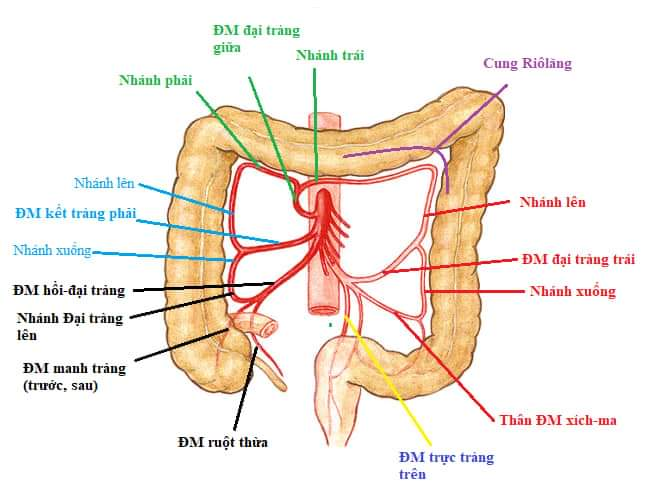 ĐM đại tràng
giữa
Nhánh trái
Cung Riôlăng
Nhánh phải
Nhánh lên
ĐM kết tràng phải
Nhánh xuống
ĐM hồi-đại tràng
Nhánh Đại tràng
lên
ĐM manh tràng
(trước, sau)
ĐM ruột thừa
Nhánh lên
ĐM đại tràng trái
Nhánh xuống
Thân ĐM xích-ma
ĐM trực tràng
trên